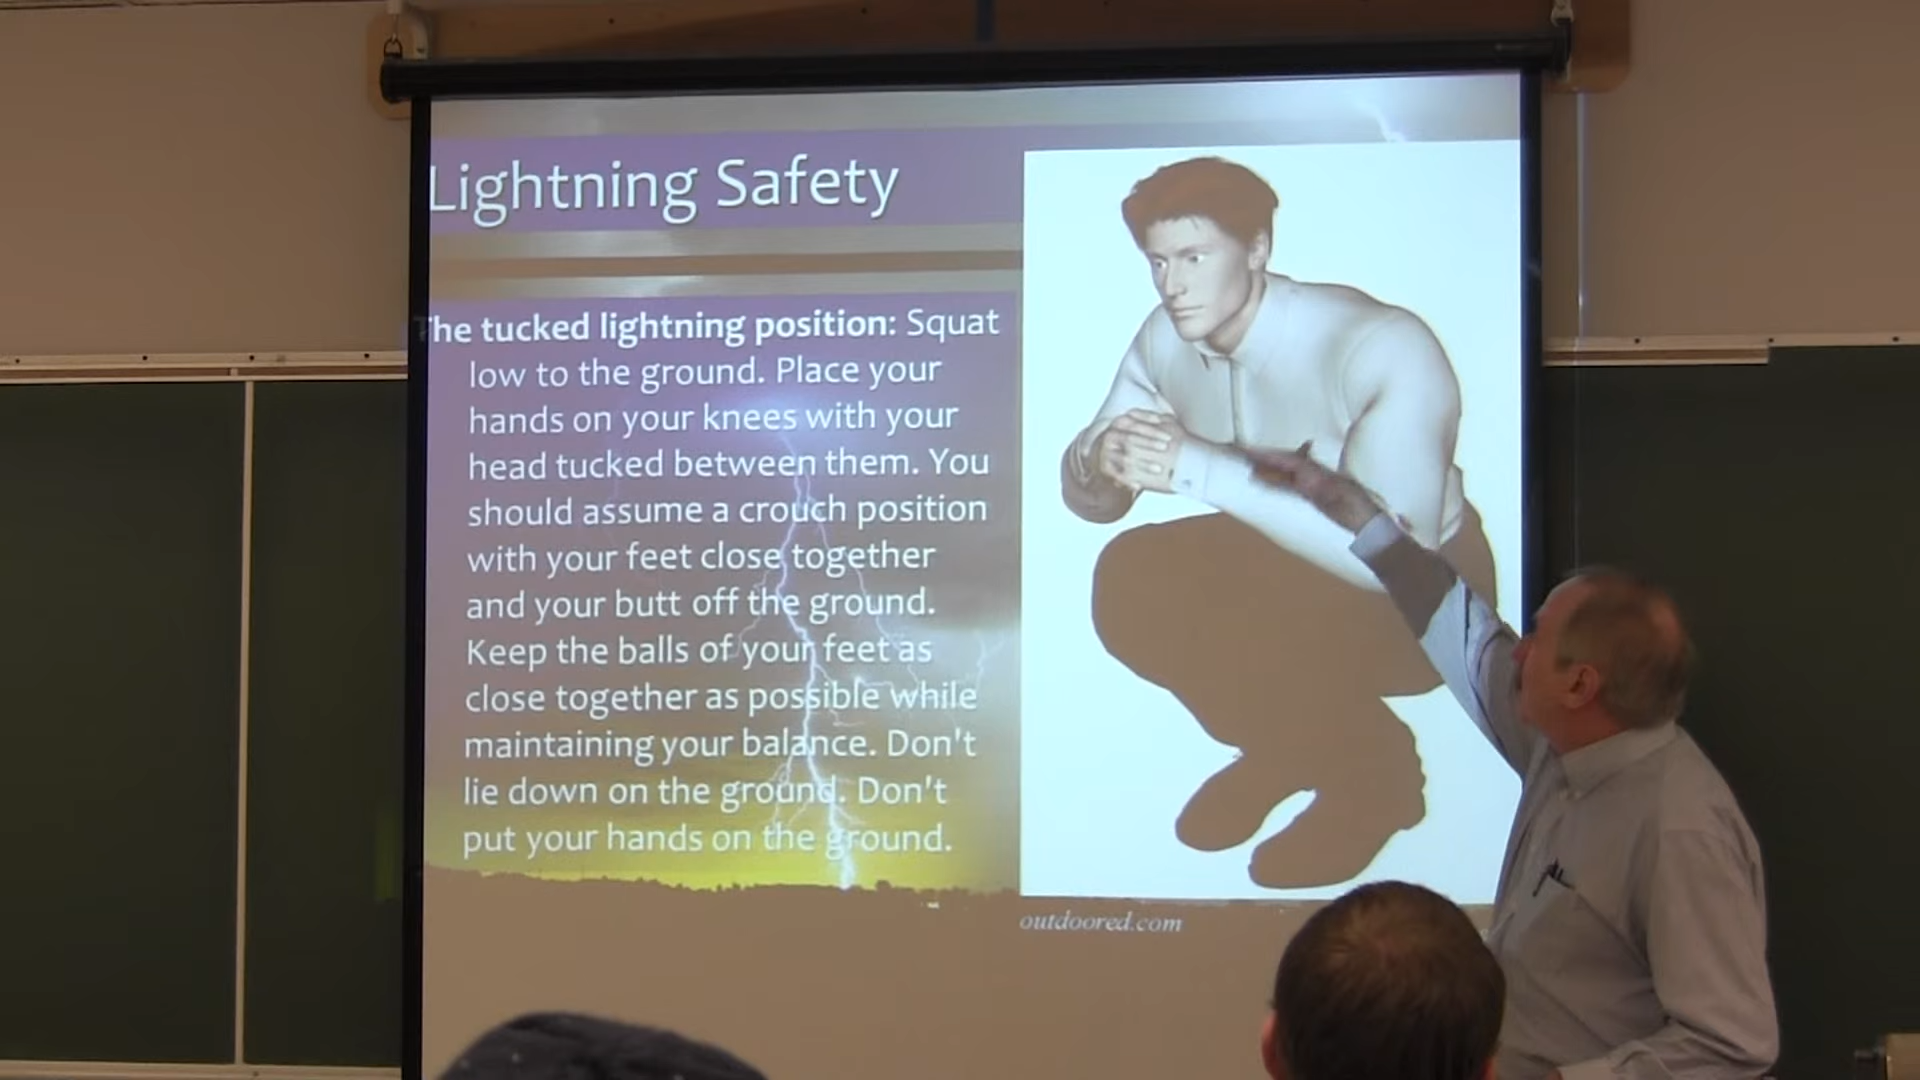 Lightning Safety
The tucked lightning position: Squat
low to the ground. Place your
hands on your knees with your
head tucked between them. You
should assume a crouch position
with your feet close together
and your butt off the ground.
Keep the balls of your feet as
close together as possible while
maintaining your balance. Don't
lie down on the ground. Don't
put your hands on the ground.
outdoored.com